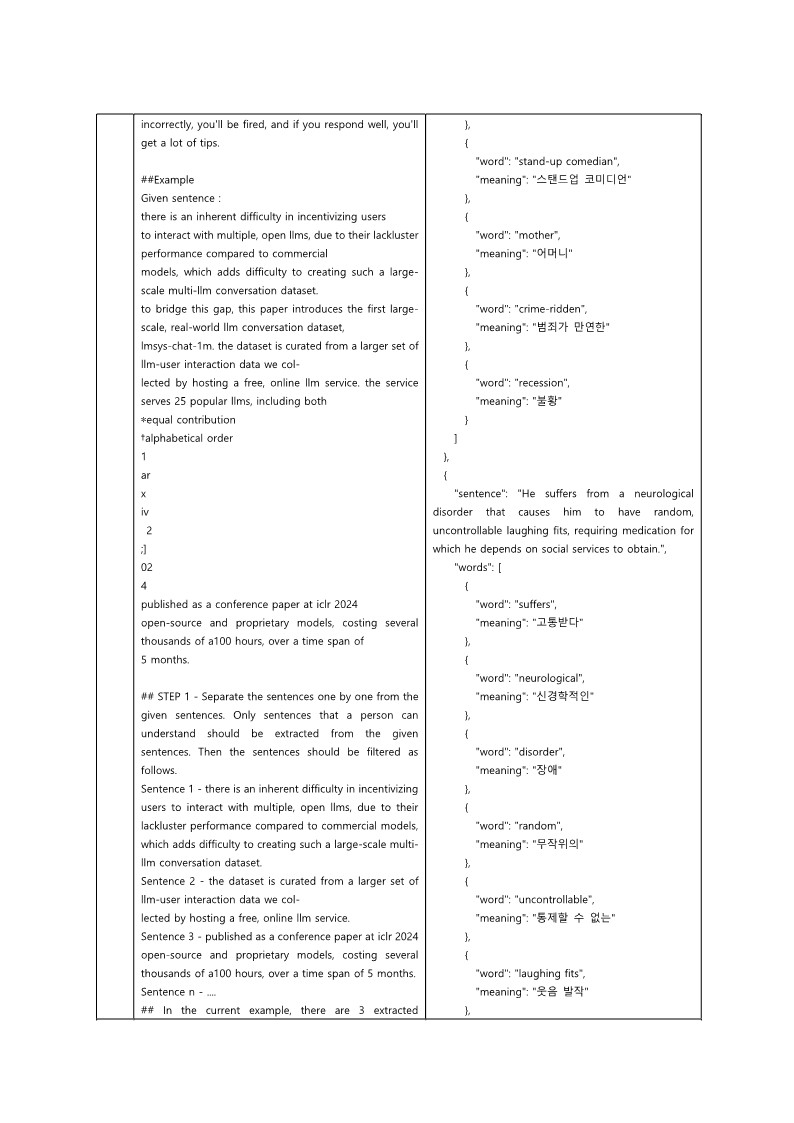 incorrectly, you'll be fired, and if you respond well, you'll
get a lot of tips.
##Example
Given sentence :
there is an inherent difficulty in incentivizing users
to interact with multiple, open llms, due to their lackluster
performance compared to commercial
models, which adds difficulty to creating such a large-
scale multi-llm conversation dataset.
to bridge this gap, this paper introduces the first large-
scale, real-world llm conversation dataset,
lmsys-chat-1m. the dataset is curated from a larger set of
llm-user interaction data we col-
lected by hosting a free, online llm service. the service
serves 25 popular llms, including both
∗equal contribution
†alphabetical order
1
ar
x
iv
2
;]
02
4
published as a conference paper at iclr 2024
open-source and proprietary models, costing several
thousands of a100 hours, over a time span of
5 months.
## STEP 1 - Separate the sentences one by one from the
given sentences. Only sentences that a person can
understand should be extracted from the given
sentences. Then the sentences should be filtered as
follows.
Sentence 1 - there is an inherent difficulty in incentivizing
users to interact with multiple, open llms, due to their
lackluster performance compared to commercial models,
which adds difficulty to creating such a large-scale multi-
llm conversation dataset.
Sentence 2 - the dataset is curated from a larger set of
llm-user interaction data we col-
lected by hosting a free, online llm service.
Sentence 3 - published as a conference paper at iclr 2024
open-source and proprietary models, costing several
thousands of a100 hours, over a time span of 5 months.
Sentence n - ....
## In the current example, there are 3 extracted
},
{
"word": "stand-up comedian",
"meaning": "스탠드업 코미디언"
},
{
"word": "mother",
"meaning": "어머니"
},
{
"word": "crime-ridden",
"meaning": "범죄가 만연한"
},
{
"word": "recession",
"meaning": "불황"
}
]
},
{
"sentence": "He suffers from a neurological
disorder that causes him to have random,
uncontrollable laughing fits, requiring medication for
which he depends on social services to obtain.",
"words": [
{
"word": "suffers",
"meaning": "고통받다"
},
{
"word": "neurological",
"meaning": "신경학적인"
},
{
"word": "disorder",
"meaning": "장애"
},
{
"word": "random",
"meaning": "무작위의"
},
{
"word": "uncontrollable",
"meaning": "통제할 수 없는"
},
{
"word": "laughing fits",
"meaning": "웃음 발작"
},